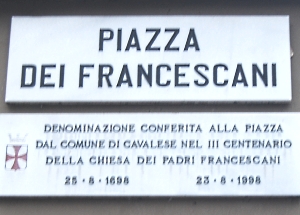 PIAZZA
DEI FRANCESCANI
DENOMINAZIONE CONFERITA ALLA PIAZZA
DAL COMUNE DI CAVALESE NEL III CENTENARIO
DELLA CHIESA DEI PADRI FRANCESCANI
25 - 8 - 1698 23 - 8 - 1998